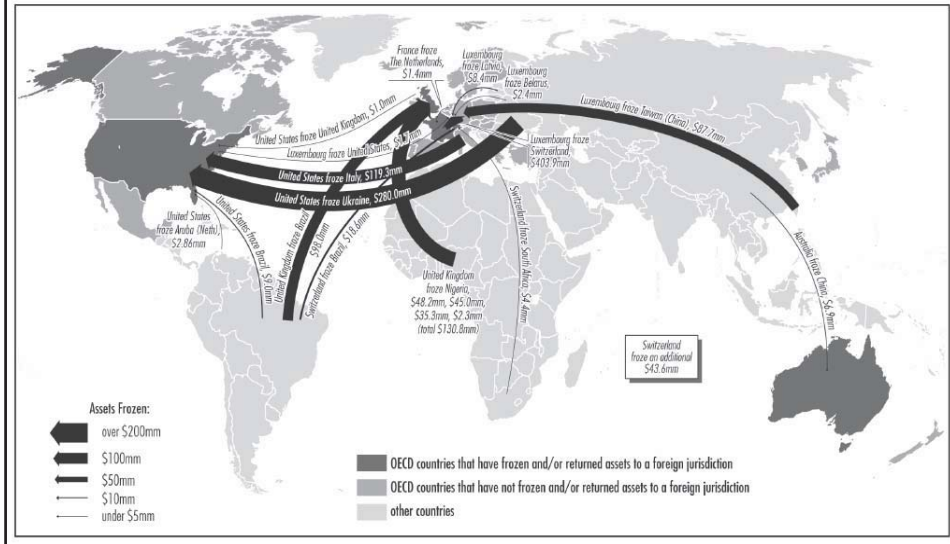 France froze
The Netherlands,
$1.4mm
Luxembourg
froze Latvia,
$8.4mm
Luxembourg
froze Belarus,
$2.4mm
Luxembourg froze Taiwan (China), $87.7mm
United States froze United Kingdom, $1.0mm
Luxembourg froze United States,
United States froze Italy, $119.3mm
United States froze Ukraine, $280.0mm
Luxembourg froze
Switzerland,
$403.9mm
United States
froze Aruba (Neth),
$2.86mm
United States froze Brazil, $9.0mm
United Kingdom froze Brazil
$98.0mm
Switzerland froze Brazil, $18.6mm
United Kingdom
froze Nigeria,
$48.2mm, $45.0mm,
$35.3mm, $2.3mm
(total $130.8mm)
Switzerland froze South Africa, $4.4mm
Australia froze China, $6.9mm
Switzerland
froze an additional
$43.6mm
Assets Frozen:
over $200mm
$100mm
$50mm
$10mm
under $5mm
OECD countries that have frozen and/or returned assets to a foreign jurisdiction
OECD countries that have not frozen and/or returned assets to a foreign jurisdiction
other countries